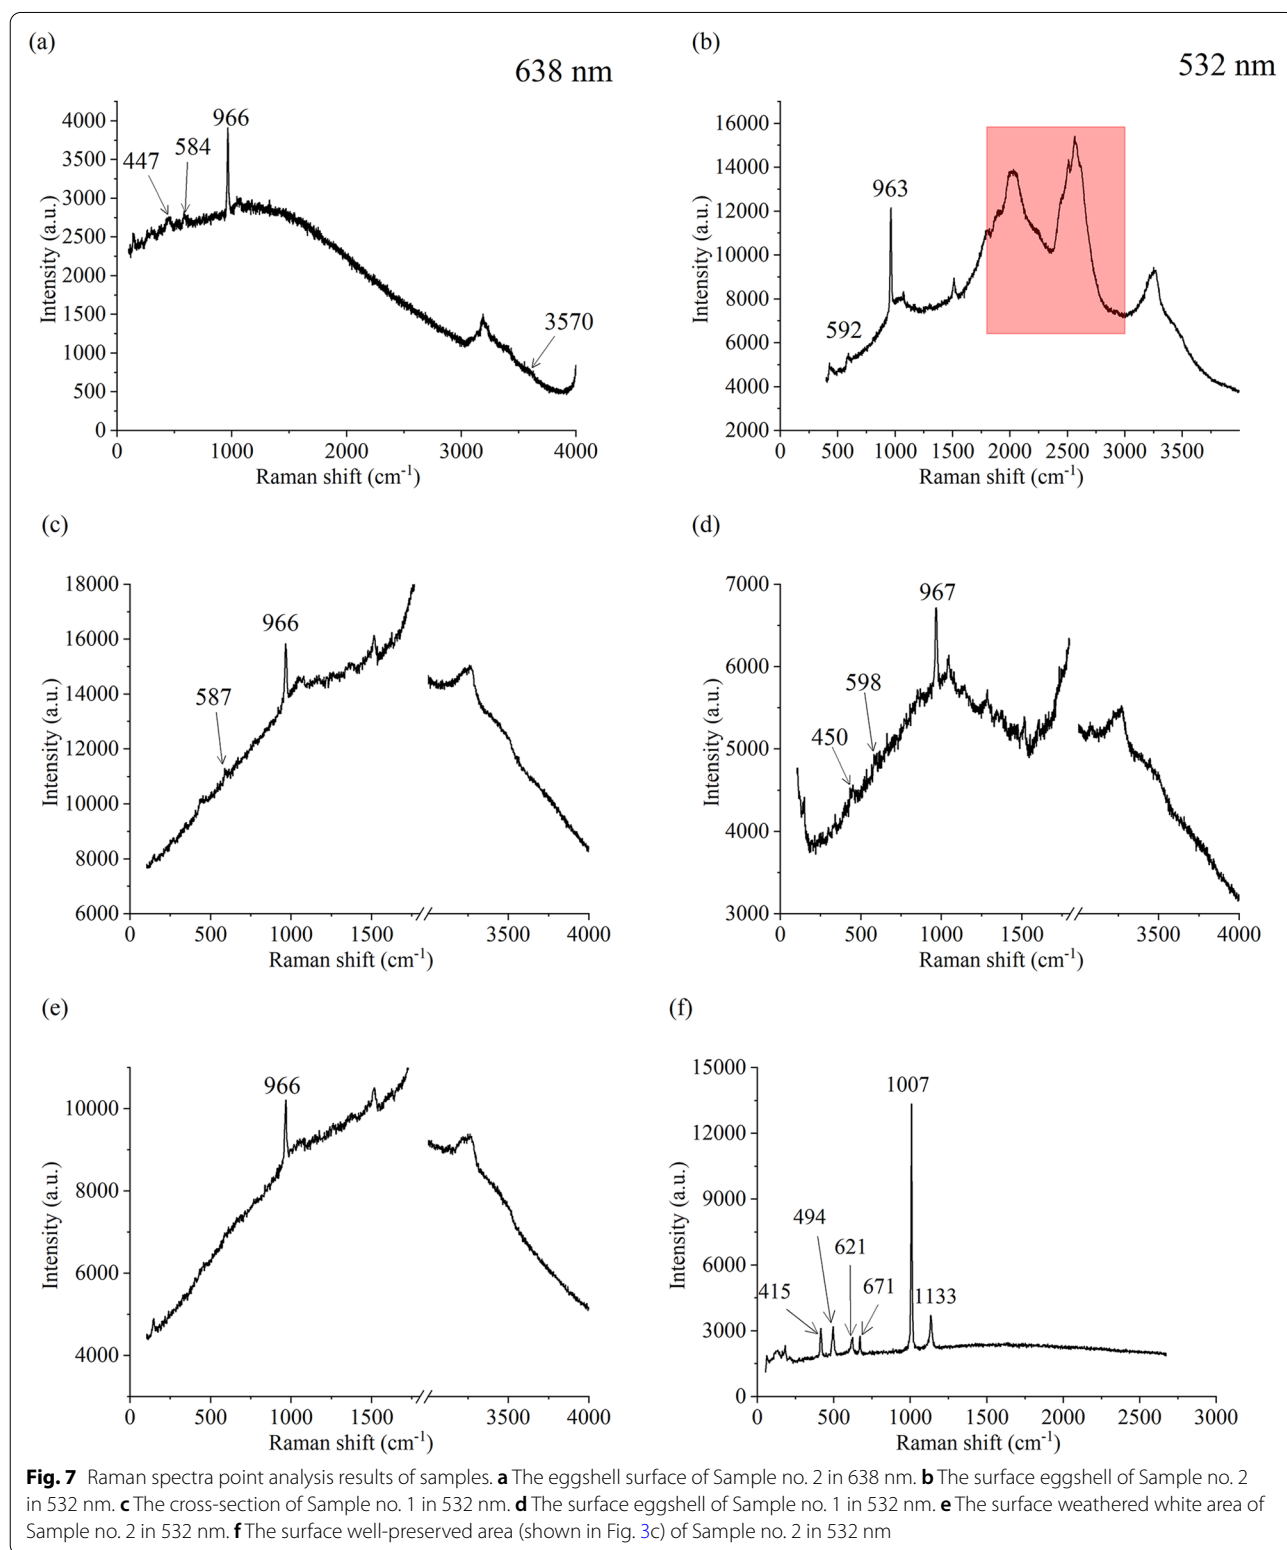 (a)
638 nm
966
584
447
3570
4000
3500
3000
2500
2000
1500
1000
500
0
Intensity (a.u.)
0 1000 2000 3000 4000
Raman shift (cm-1)
(b)
532 nm
963
592
16000
14000
12000
10000
8000
6000
4000
2000
Intensity (a.u.)
0 500 1000 1500 2000 2500 3000 3500
Raman shift (cm-1)
(c)
966
587
18000
16000
14000
12000
10000
8000
6000
Intensity (a.u.)
0 500 1000 1500 3500 4000
Raman shift (cm-1)
(d)
967
598
450
7000
6000
5000
4000
3000
Intensity (a.u.)
0 500 1000 1500 3500 4000
Raman shift (cm-1)
(e)
966
10000
8000
6000
4000
Intensity (a.u.)
0 500 1000 1500 3500 4000
Raman shift (cm-1)
(f)
1007
494
621
415
671
1133
15000
12000
9000
6000
3000
0
Intensity (a.u.)
0 500 1000 1500 2000 2500 3000
Raman shift (cm-1)
Fig. 7 Raman spectra point analysis results of samples. a The eggshell surface of Sample no. 2 in 638 nm. b The surface eggshell of Sample no. 2
in 532 nm. c The cross-section of Sample no. 1 in 532 nm. d The surface eggshell of Sample no. 1 in 532 nm. e The surface weathered white area of
Sample no. 2 in 532 nm. f The surface well-preserved area (shown in Fig. 3c) of Sample no. 2 in 532 nm